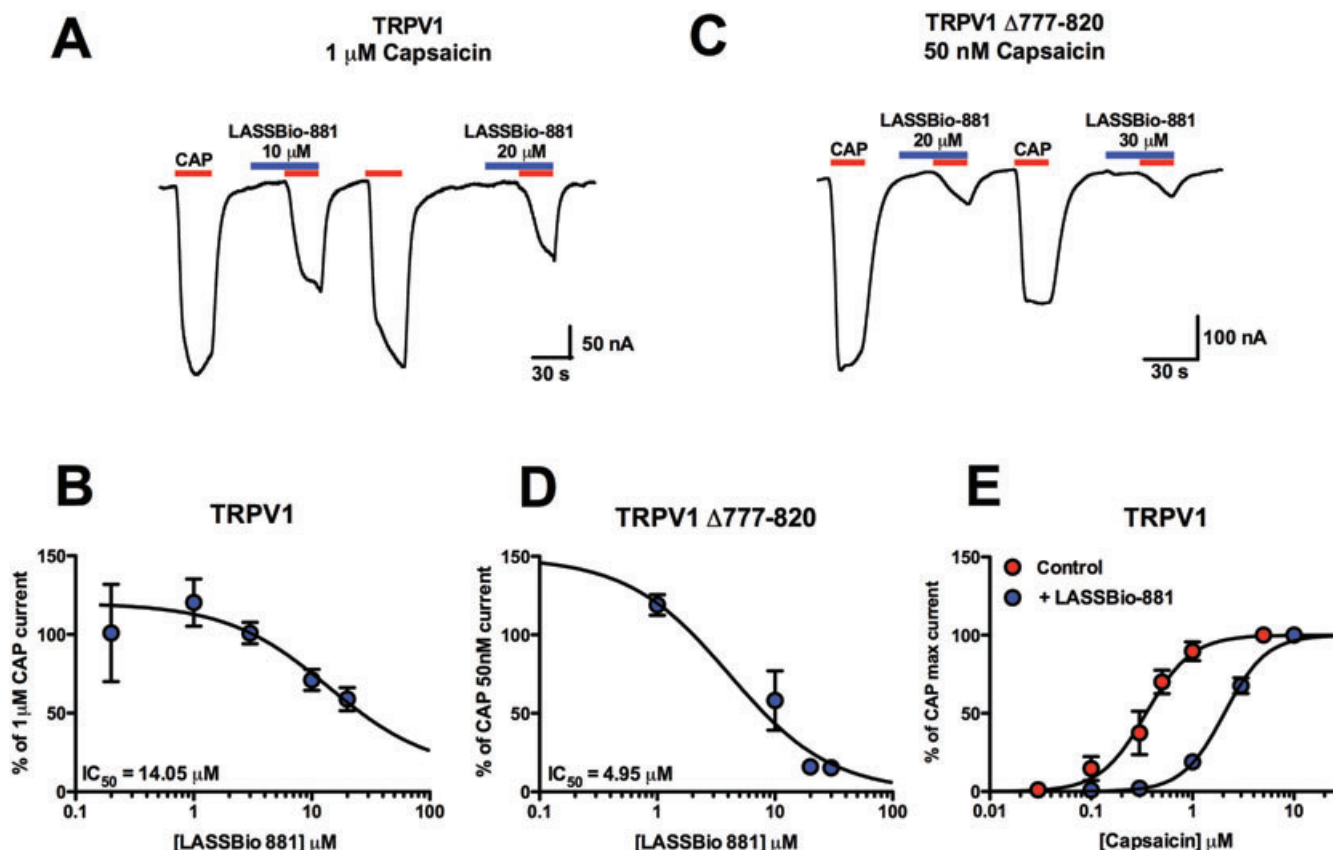 A
TRPV1
1 μM Capsaicin
LASSBio-881
10 μM
CAP
LASSBio-881
20 μM
50 nA
30 s
C
TRPV1 Δ777-820
50 nM Capsaicin
CAP
LASSBio-881
20 μM
CAP
LASSBio-881
30 μM
100 nA
30 s
B
TRPV1
% of 1 μM CAP current
150
100
50
0
IC50 = 14.05 μM
0.1
1
10
100
[LASSBio 881] μM
D
TRPV1 Δ777-820
% of CAP 50nM current
150
100
50
0
IC50 = 4.95 μM
0.1
1
10
100
[LASSBio 881] μM
E
TRPV1
% of CAP max current
150
100
50
0
Control
+ LASSBio-881
0.01
0.1
1
10
[Capsaicin] μM